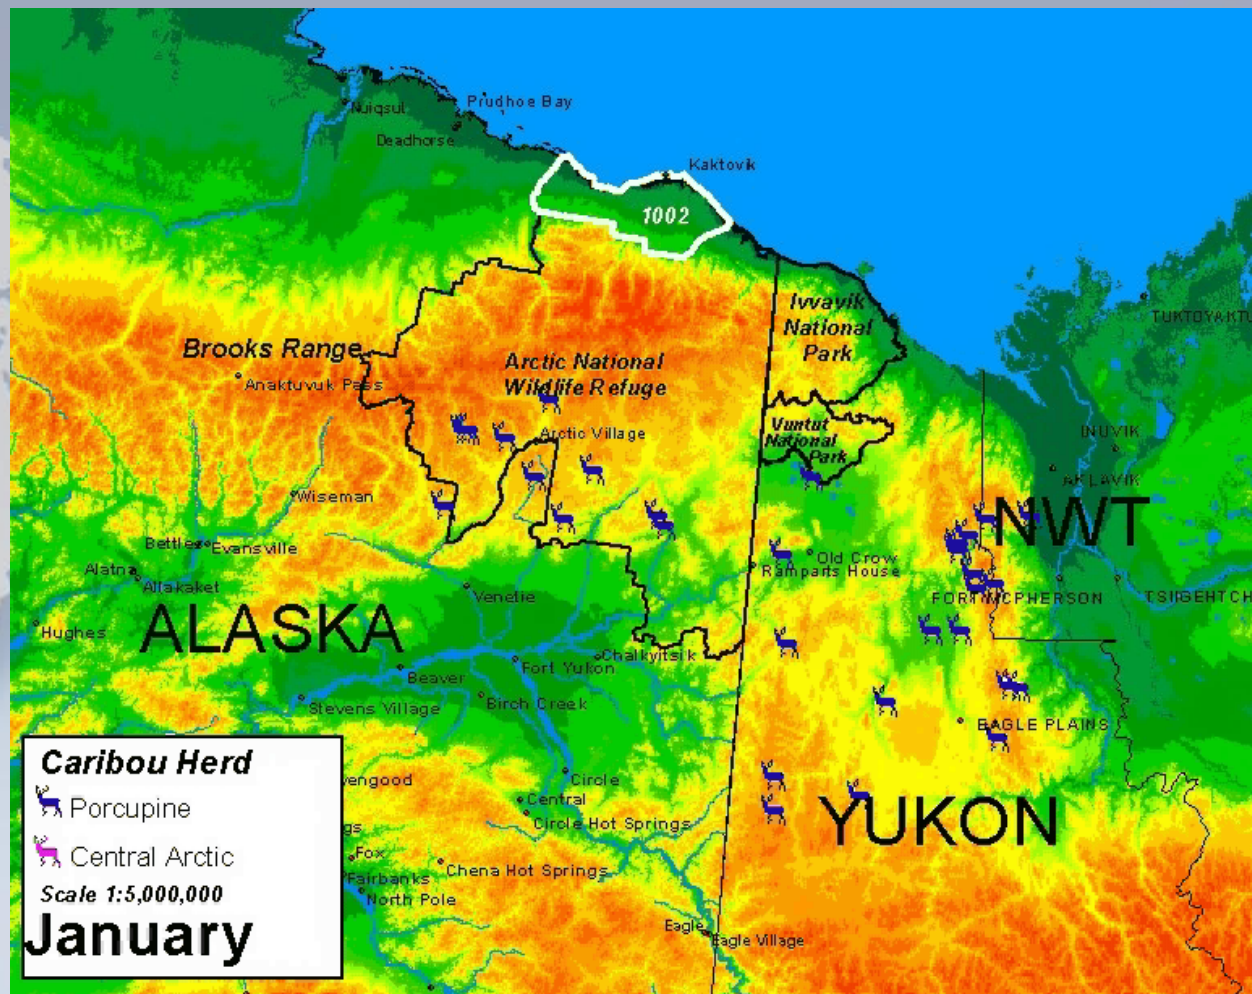 Prudhoe Bay
Nuiqsut
Deadhorse
Kaktovik
1002
Ivvavik
National
Park
TUKTOYAKTU
Brooks Range
Arctic National
Wildlife Refuge
Anaktuvuk Pass
Vuntut
National
Park
Arctic Village
INUVIK
AKLAVIK
Wiseman
NWT
Bettles
Evansville
Old Crow
Ramparts House
Alatna
Allakaket
Venetie
FORT MCPHERSON
TSIIGEHTCH
ALASKA
Hughes
Chalkyitsik
Fort Yukon
Beaver
Birch Creek
Stevens Village
EAGLE PLAINS
Caribou Herd
Porcupine
Central Arctic
Scale 1:5,000,000
January
vengood
Circle
Central
Circle Hot Springs
YUKON
gs
Fox
Chena Hot Springs
Fairbanks
North Pole
Eagle
Eagle Village